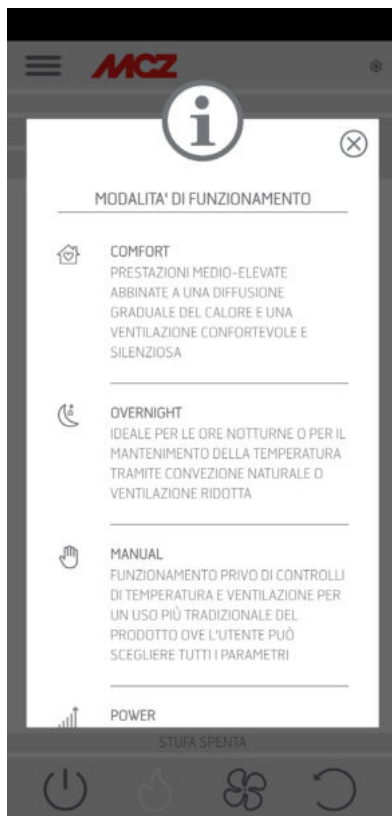 MCZ
MODALITA' DI FUNZIONAMENTO
COMFORT
PRESTAZIONI MEDIO-ELEVATE
ABBINATE A UNA DIFFUSIONE
GRADUALE DEL CALORE E UNA
VENTILAZIONE CONFORTEVOLE E
SILENZIOSA
OVERNIGHT
IDEALE PER LE ORE NOTTURNE O PER IL
MANTENIMENTO DELLA TEMPERATURA
TRAMITE CONVEZIONE NATURALE O
VENTILAZIONE RIDOTTA
MANUAL
FUNZIONAMENTO PRIVO DI CONTROLLI
DI TEMPERATURA E VENTILAZIONE PER
UN USO PIÙ TRADIZIONALE DEL
PRODOTTO OVE L'UTENTE PUÒ
SCEGLIERE TUTTI I PARAMETRI
POWER
STUFA SPENTA